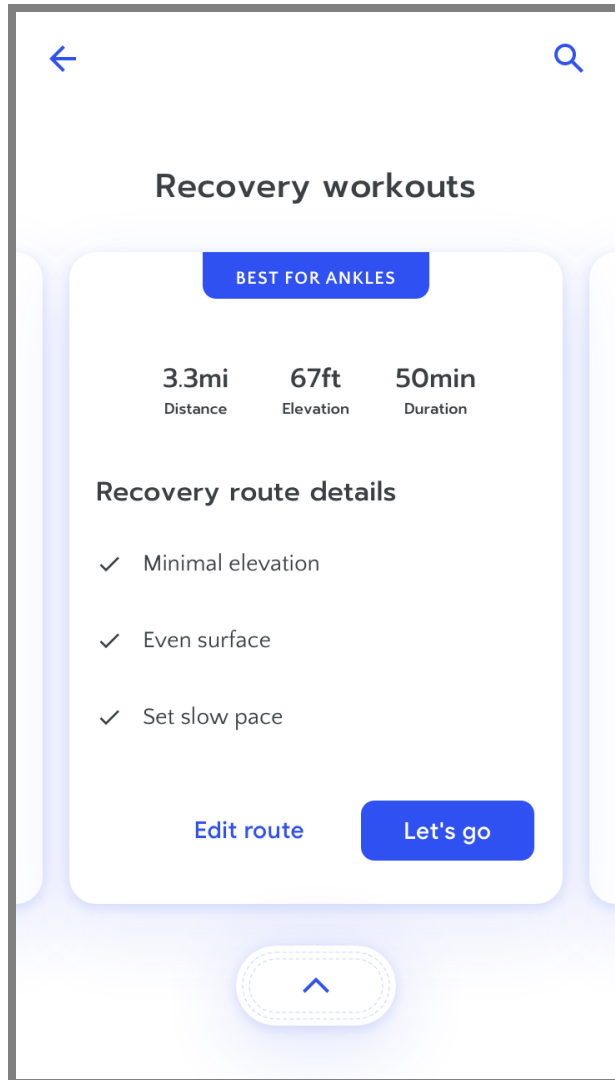 Recovery workouts
BEST FOR ANKLES
3.3mi 67ft 50min
Distance Elevation Duration
Recovery route details
Minimal elevation
Even surface
Set slow pace
Edit route Let's go